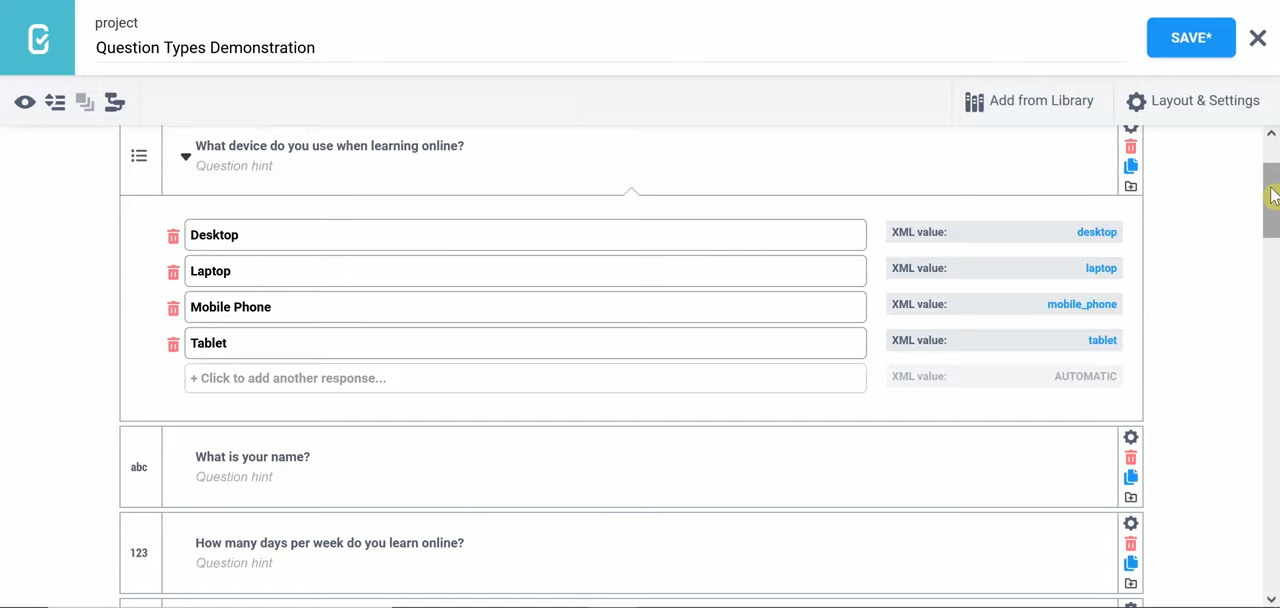 project
Question Types Demonstration
SAVE*
Add from Library
Layout & Settings
What device do you use when learning online?
Question hint
Desktop
XML value: desktop
Laptop
XML value: laptop
Mobile Phone
XML value: mobile_phone
Tablet
XML value: tablet
+ Click to add another response...
XML value: AUTOMATIC
abc
What is your name?
Question hint
123
How many days per week do you learn online?
Question hint